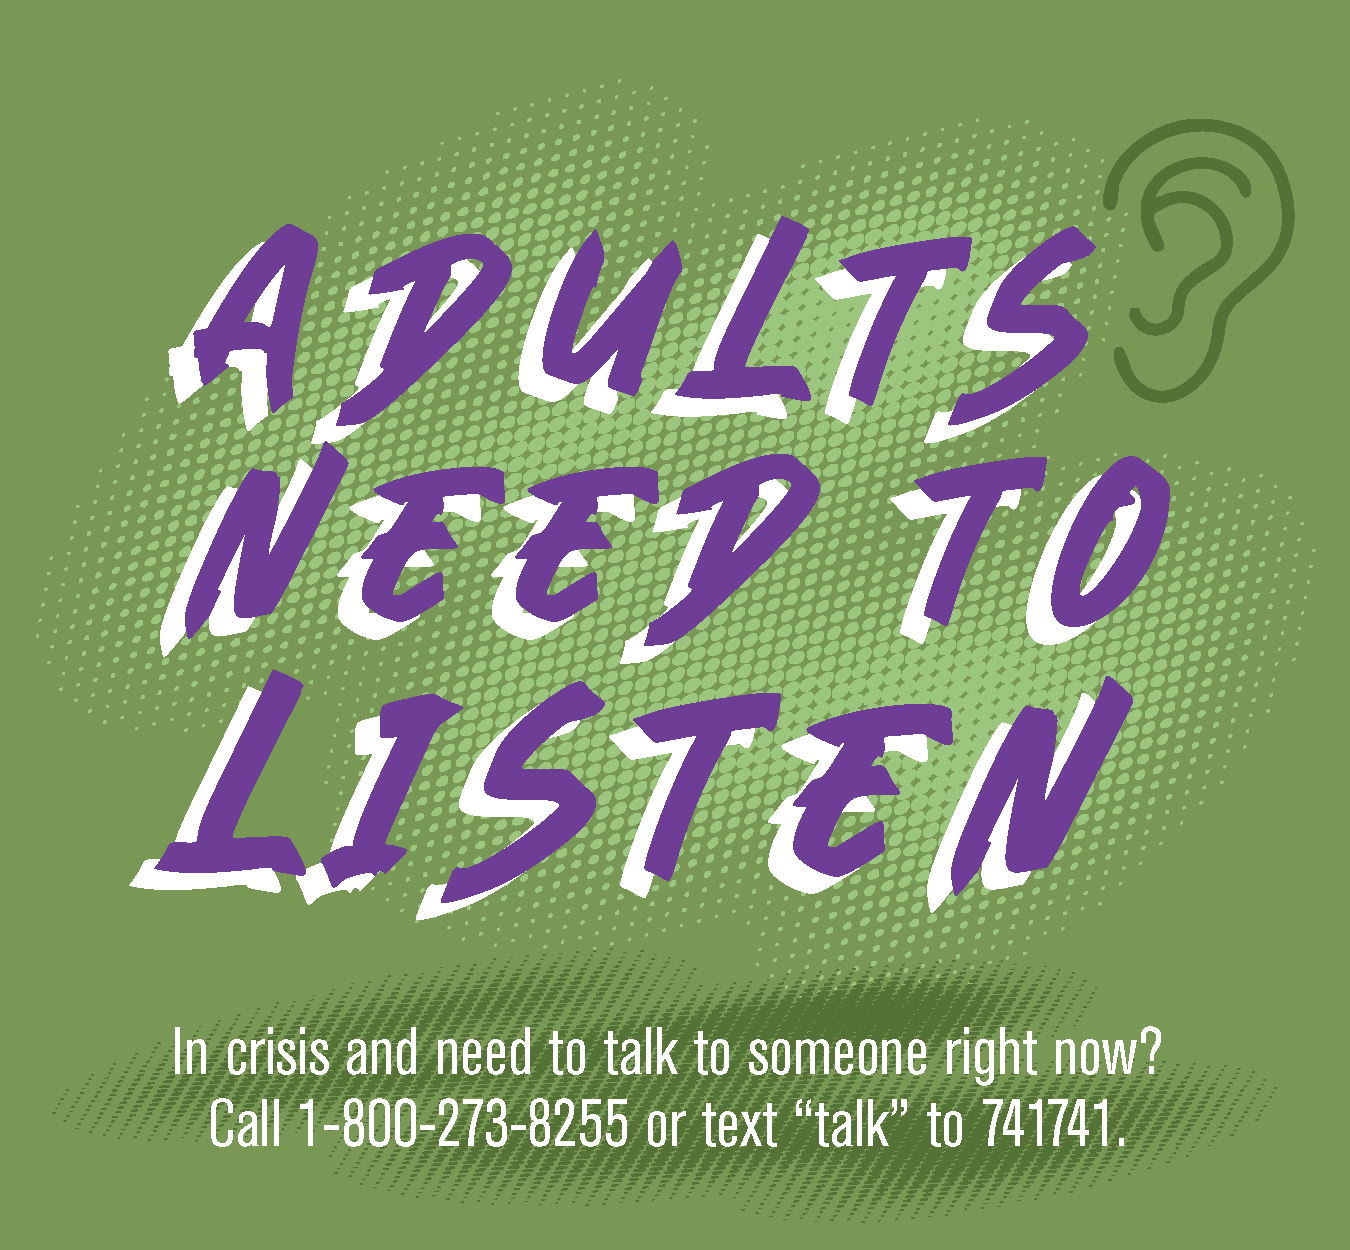 ADULTS
NEED TO
LISTEN
In crisis and need to talk to someone right now?
Call 1-800-273-8255 or text “talk” to 741741.